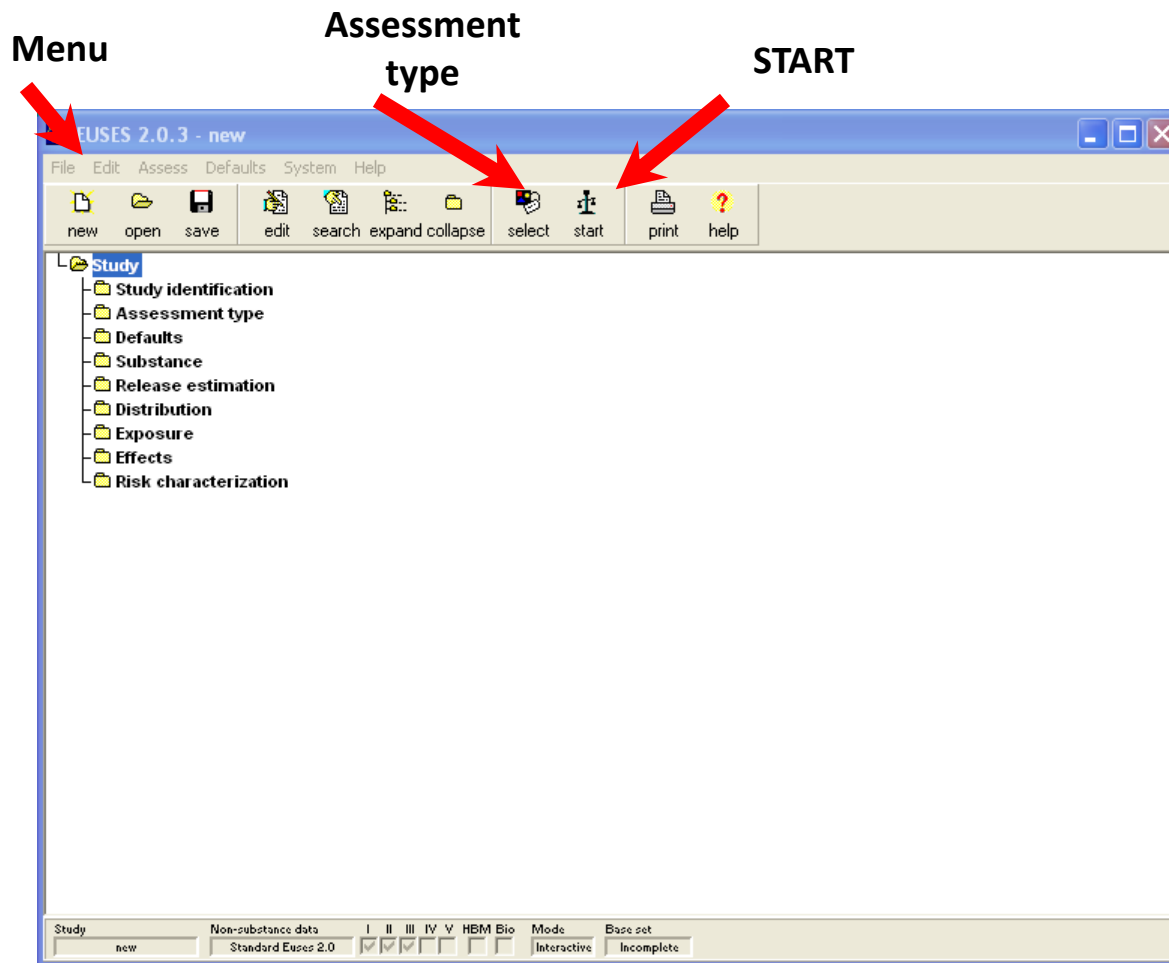 Menu
Assessment
type
START
EUSES 2.0.3 - new
File Edit Assess Defaults System Help
new open save edit search expand collapse select start print help
Study
Study identification
Assessment type
Defaults
Substance
Release estimation
Distribution
Exposure
Effects
Risk characterization
Study Non-substance data I II III IV V HBM Bio Mode Base set
new Standard Euses 2.0 Interactive Incomplete